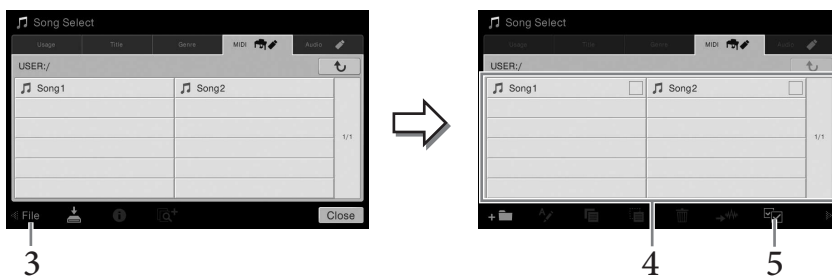 Song Select
Usage Title Genre MIDI Audio
USER:/
Song1 Song2
1/1
File Close
3
Song Select
Usage Title Genre MIDI Audio
USER:/
Song1 Song2
1/1
4 5